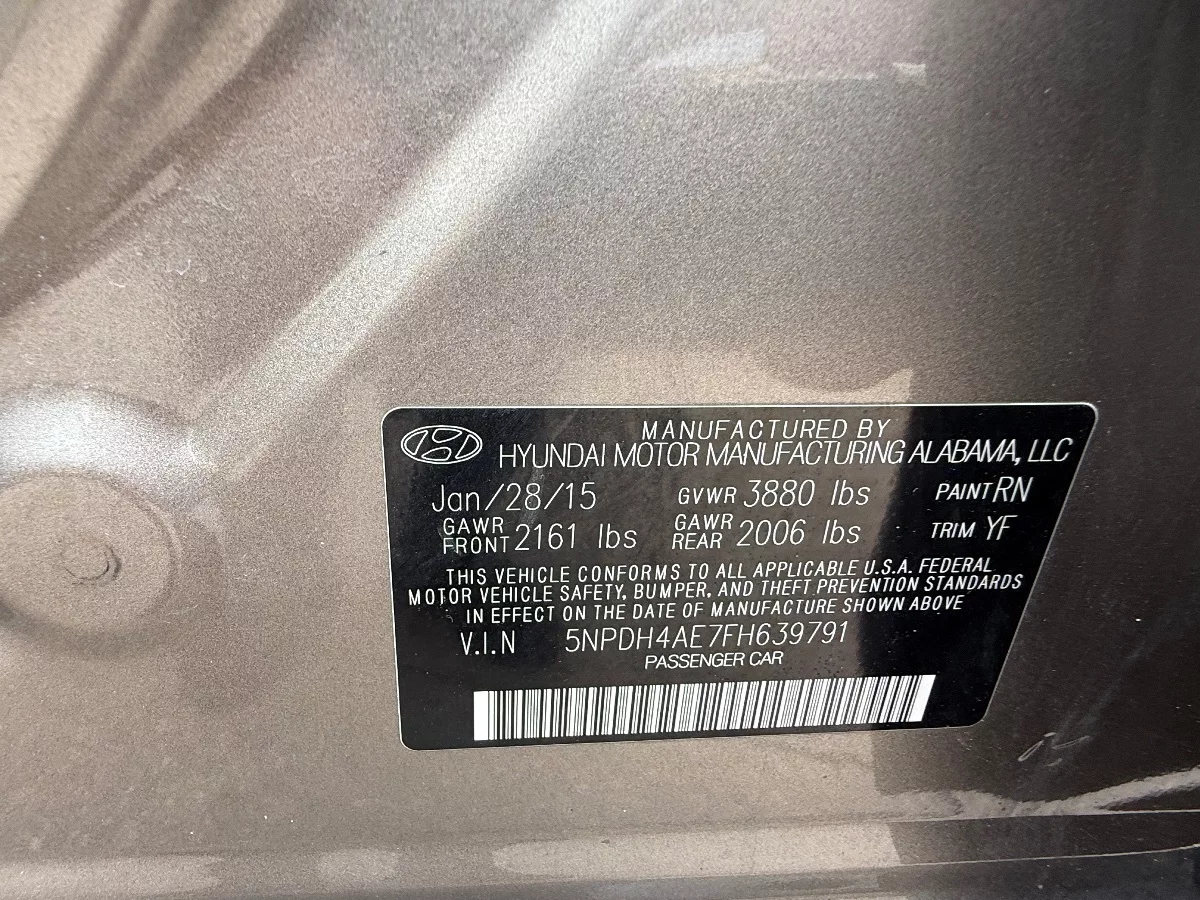 MANUFACTURED BY
HYUNDAI MOTOR MANUFACTURING ALABAMA, LLC
Jan/28/15 GVWR 3880 lbs PAINT RN
GAWR FRONT 2161 lbs GAWR REAR 2006 lbs TRIM YF
THIS VEHICLE CONFORMS TO ALL APPLICABLE U.S.A. FEDERAL
MOTOR VEHICLE SAFETY, BUMPER, AND THEFT PREVENTION STANDARDS
IN EFFECT ON THE DATE OF MANUFACTURE SHOWN ABOVE
V.I.N 5NPDH4AE7FH639791
PASSENGER CAR